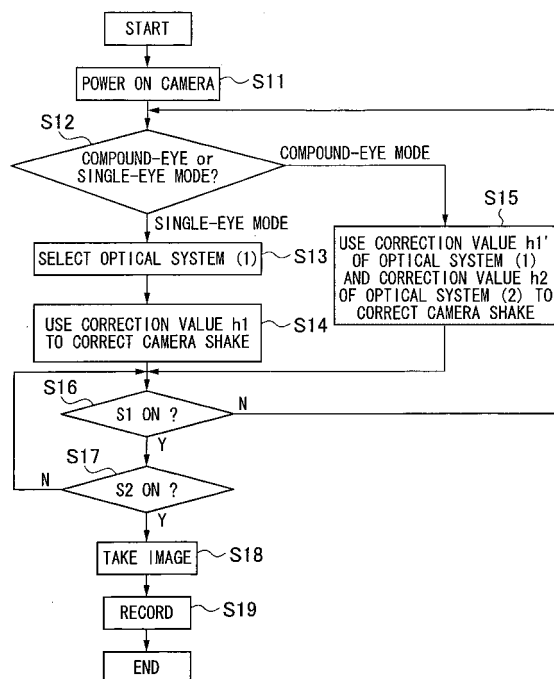 START
POWER ON CAMERA
S11
S12
COMPOUND-EYE or
SINGLE-EYE MODE?
COMPOUND-EYE MODE
SINGLE-EYE MODE
S15
USE CORRECTION VALUE h1'
OF OPTICAL SYSTEM (1)
AND CORRECTION VALUE h2
OF OPTICAL SYSTEM (2) TO
CORRECT CAMERA SHAKE
SELECT OPTICAL SYSTEM (1)
S13
USE CORRECTION VALUE h1
TO CORRECT CAMERA SHAKE
S14
S16
S1 ON ?
N
Y
S17
S2 ON ?
N
Y
TAKE IMAGE
S18
RECORD
S19
END